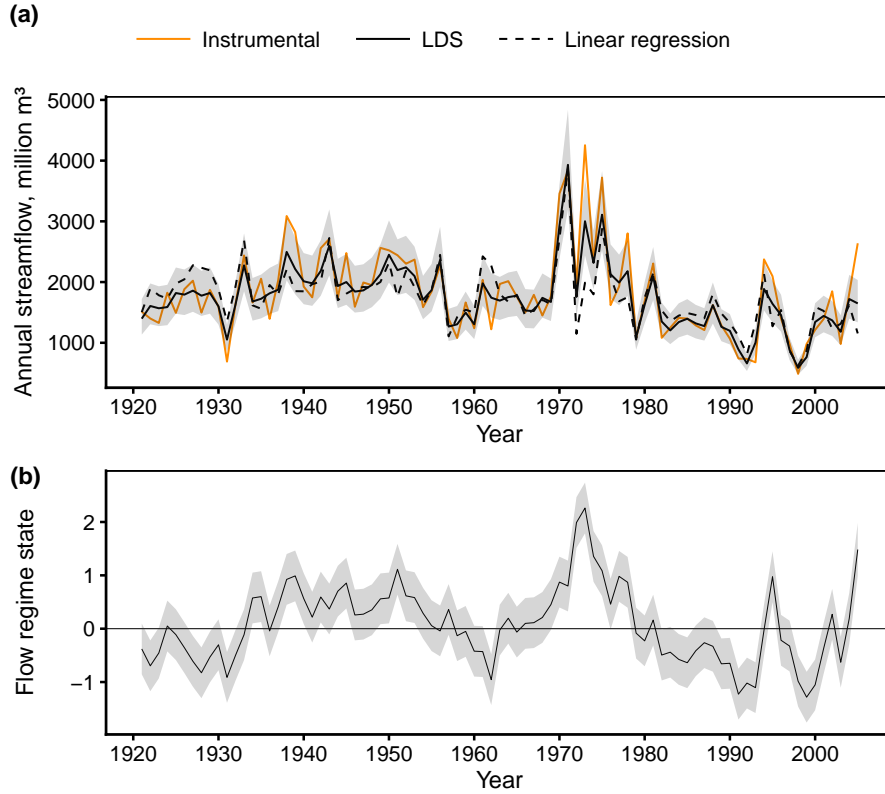 (a)
Instrumental LDS Linear regression
Annual streamflow, million m³
5000
4000
3000
2000
1000
1920 1930 1940 1950 1960 1970 1980 1990 2000
Year
(b)
Flow regime state
2
1
0
−1
1920 1930 1940 1950 1960 1970 1980 1990 2000
Year